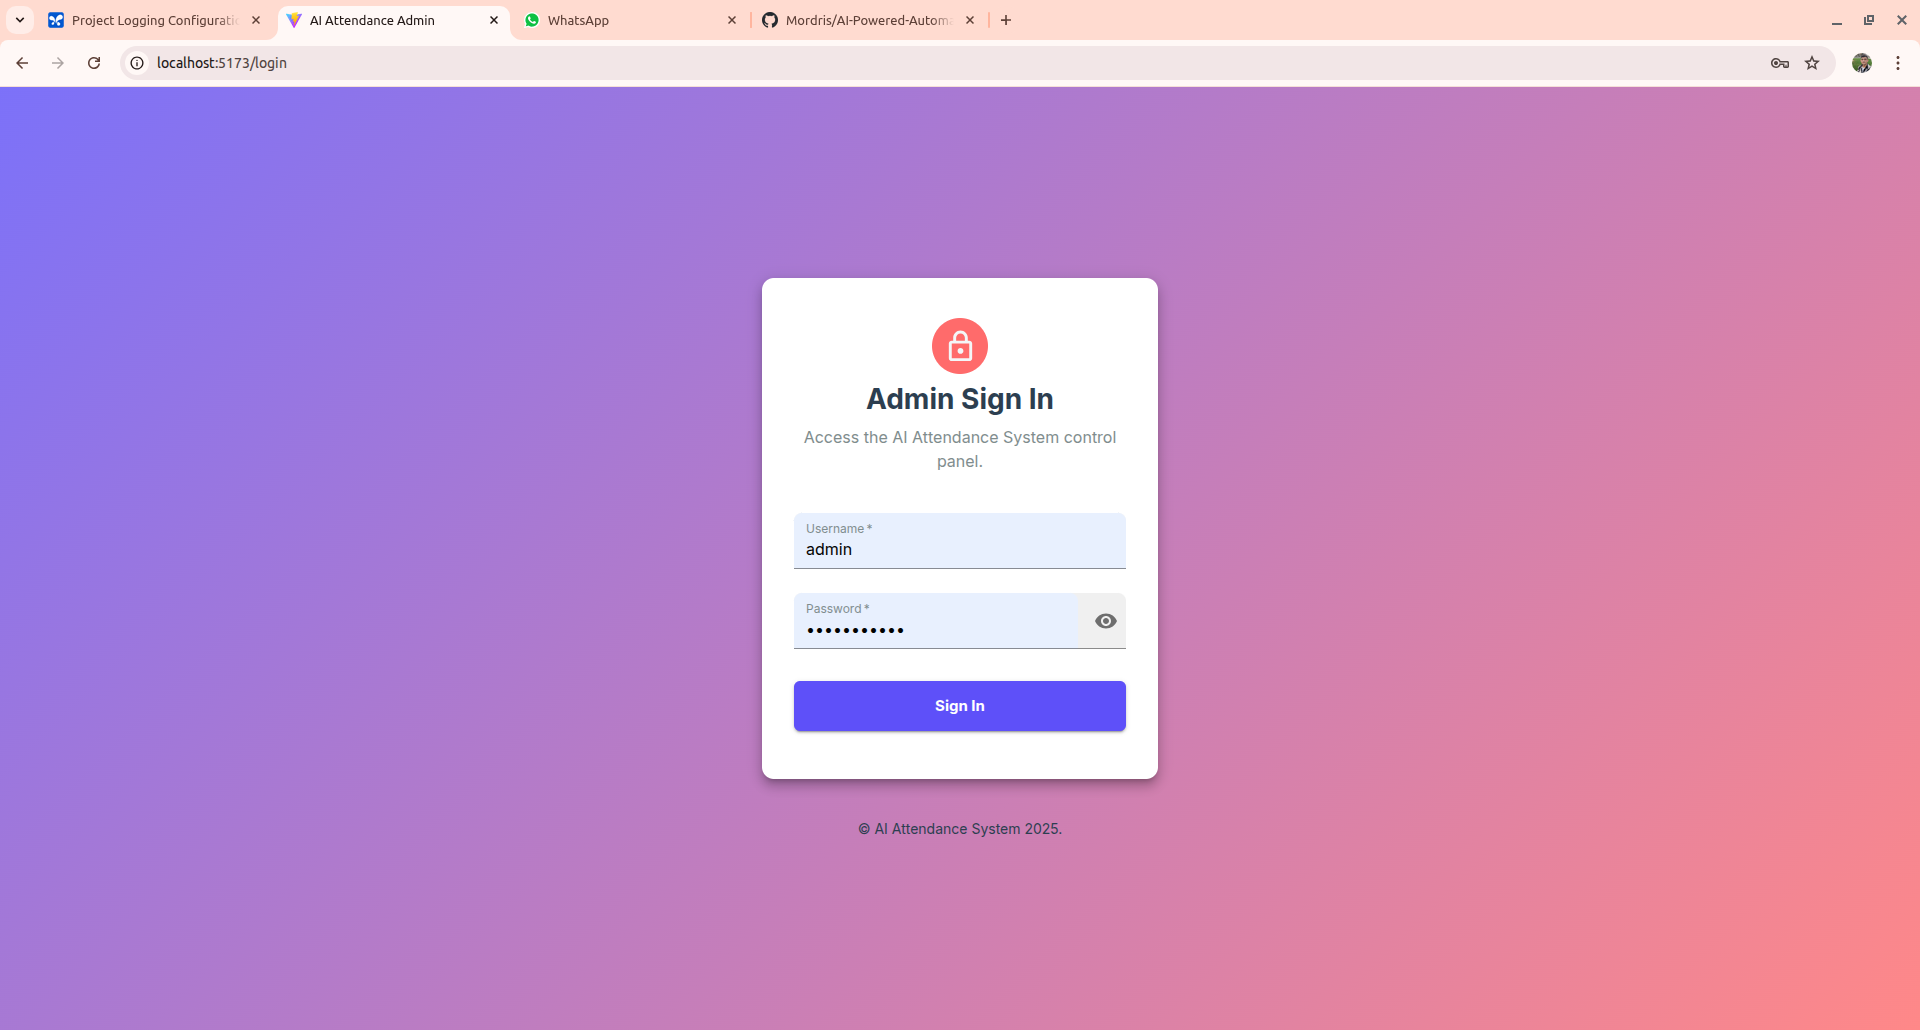 Project Logging Configurati
AI Attendance Admin
WhatsApp
Mordris/AI-Powered-Autom
localhost:5173/login
Admin Sign In
Access the AI Attendance System control
panel.
Username *
admin
Password *
•••••••••••
Sign In
© AI Attendance System 2025.